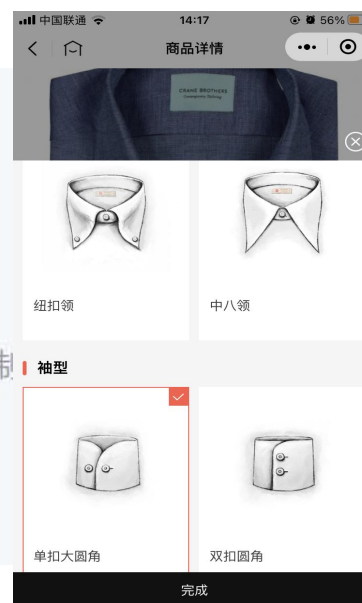 中国联通
14:17
56%
商品详情
CRANE BROTHERS
纽扣领
中八领
制
袖型
单扣大圆角
双扣圆角
完成